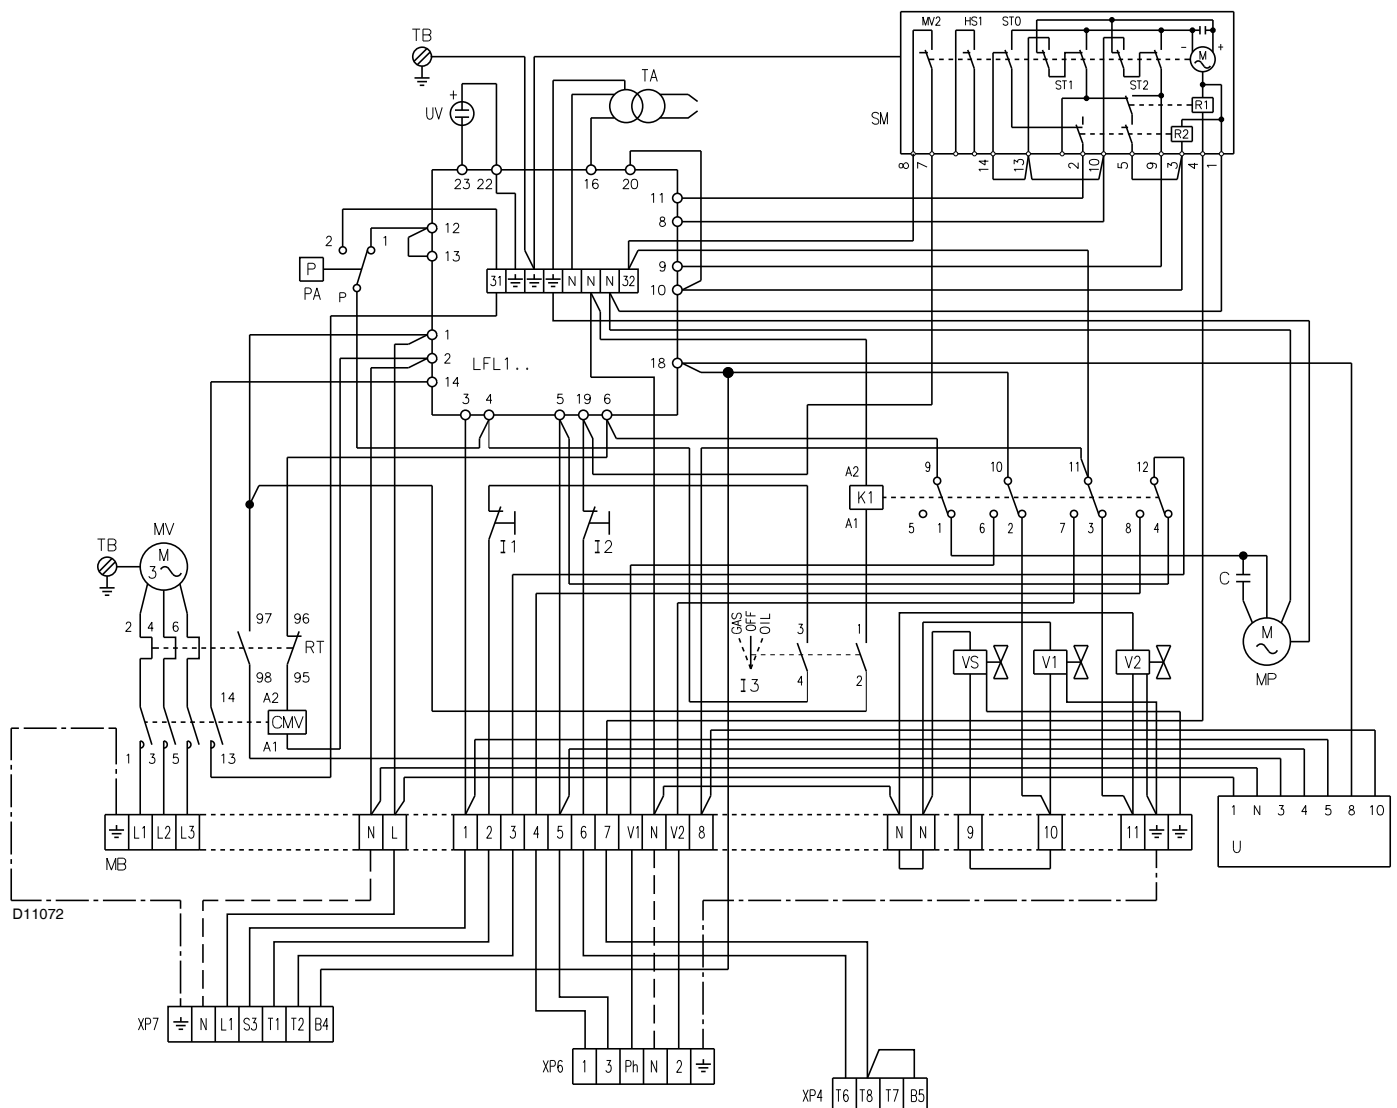 MV2 HS1 ST0
TB
TA
- M +
ST1 ST2
UV +
R1
SM
R2
8 7 14 13 2 10 5 9 3 4 1
23 22 16 20
11
8
12
2 1
13
P
PA
P
31 N N N 32
9
10
1
2
LFL1..
18
14
3 4 5 19 6
A2
K1
A1
9 10 11 12
5 1 6 2 7 3 8 4
MV
TB
M
3
I1 I2
C
2 4 6
97 96
RT
98 95
GAS OFF OIL
3 1
4 2
I3
VS V1 V2
M
MP
14
A2
CMV
A1
1 3 5 13
L1 L2 L3 N L 1 2 3 4 5 6 7 V1 N V2 8 N N 9 10 11
MB
1 N 3 4 5 8 10
U
D11072
XP7 N L1 S3 T1 T2 B4
XP6 1 3 Ph N 2
XP4 T6 T8 T7 B5